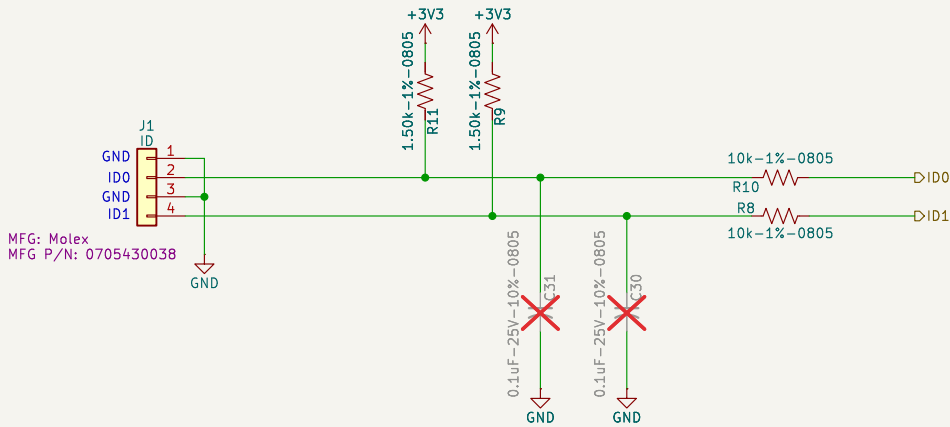 +3V3
+3V3
1.50k-1%-0805
R11
1.50k-1%-0805
R9
J1
ID
GND
1
ID0
2
GND
3
ID1
4
MFG: Molex
MFG P/N: 0705430038
GND
10k-1%-0805
R10
ID0
R8
ID1
10k-1%-0805
0.1uF-25V-10%-0805
C31
0.1uF-25V-10%-0805
C30
GND
GND